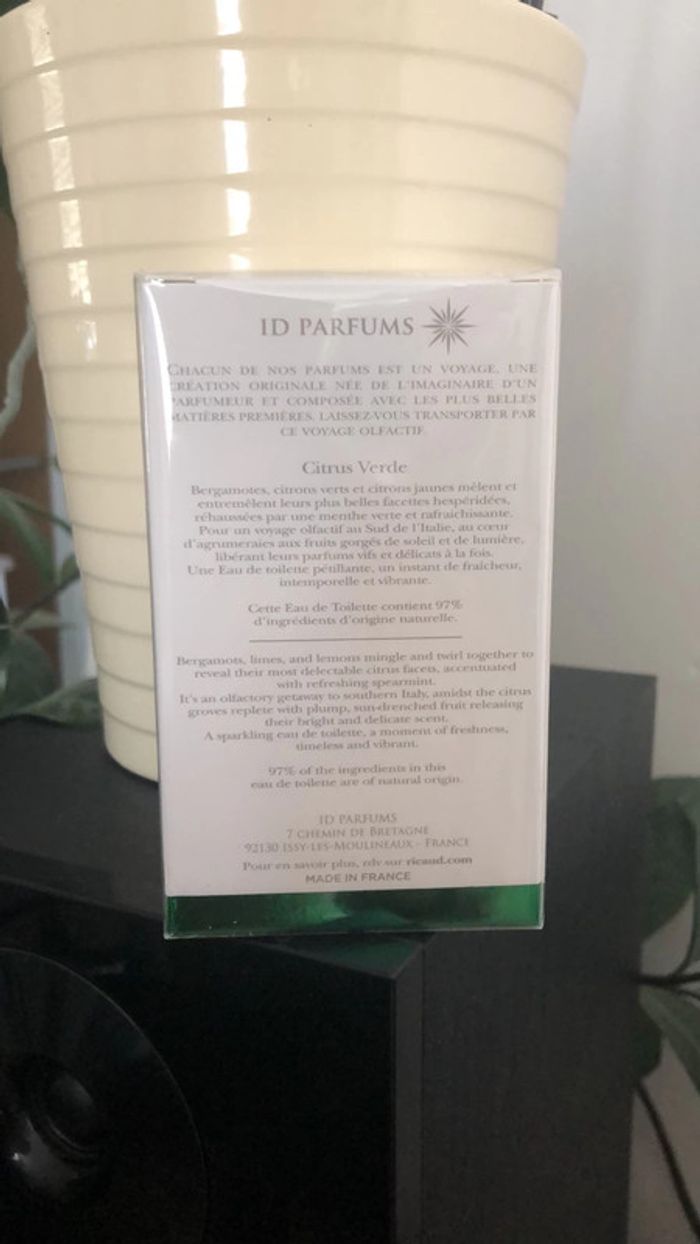 ID PARFUMS
CHACUN DE NOS PARFUMS EST UN VOYAGE, UNE
CRÉATION ORIGINALE NÉE DE L'IMAGINAIRE D'UN
PARFUMEUR ET COMPOSÉE AVEC LES PLUS BELLES
MATIÈRES PREMIÈRES. LAISSEZ-VOUS TRANSPORTER PAR
CE VOYAGE OLFACTIF.
Citrus Verde
Bergamotes, citrons verts et citrons jaunes mêlent et
entremêlent leurs plus belles facettes hespéridées,
réhaussées par une menthe verte et rafraichissante.
Pour un voyage olfactif au Sud de l'Italie, au cœur
d'agrumeraies aux fruits gorgés de soleil et de lumière,
libérant leurs parfums vifs et délicats à la fois.
Une Eau de toilette pétillante, un instant de fraîcheur,
intemporelle et vibrante.
Cette Eau de Toilette contient 97%
d'ingrédients d'origine naturelle.
Bergamots, limes, and lemons mingle and twirl together to
reveal their most delectable citrus facets, accentuated
with refreshing spearmint.
It's an olfactory getaway to southern Italy, amidst the citrus
groves replete with plump, sun-drenched fruit releasing
their bright and delicate scent.
A sparkling eau de toilette, a moment of freshness,
timeless and vibrant.
97% of the ingredients in this
eau de toilette are of natural origin.
ID PARFUMS
7 CHEMIN DE BRETAGNE
92130 ISSY-LES-MOULINEAUX - FRANCE
Pour en savoir plus, rdv sur ricaud.com
MADE IN FRANCE